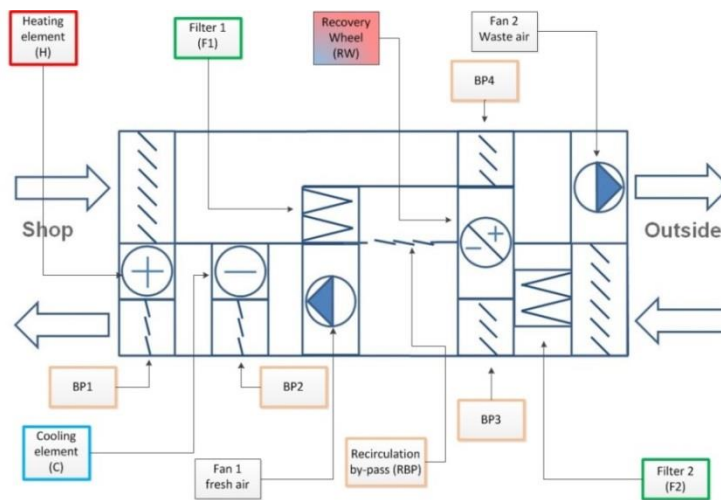 Heating
element
(H)
Filter 1
(F1)
Recovery
Wheel
(RW)
Fan 2
Waste air
BP4
Shop
Outside
BP1
BP2
BP3
Cooling
element
(C)
Fan 1
fresh air
Recirculation
by-pass (RBP)
Filter 2
(F2)